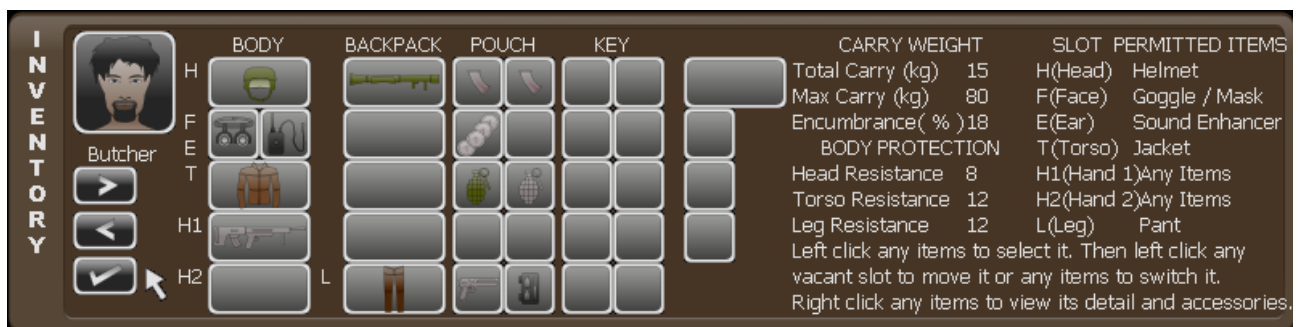 INVENTORY
Butcher
BODY BACKPACK POUCH KEY
H
F
E
T
H1
H2
L
CARRY WEIGHT
Total Carry (kg) 15
Max Carry (kg) 80
Encumbrance( % )18
BODY PROTECTION
Head Resistance 8
Torso Resistance 12
Leg Resistance 12
SLOT PERMITTED ITEMS
H(Head) Helmet
F(Face) Goggle / Mask
E(Ear) Sound Enhancer
T(Torso) Jacket
H1(Hand 1)Any Items
H2(Hand 2)Any Items
L(Leg) Pant
Left click any items to select it. Then left click any
vacant slot to move it or any items to switch it.
Right click any items to view its detail and accessories.